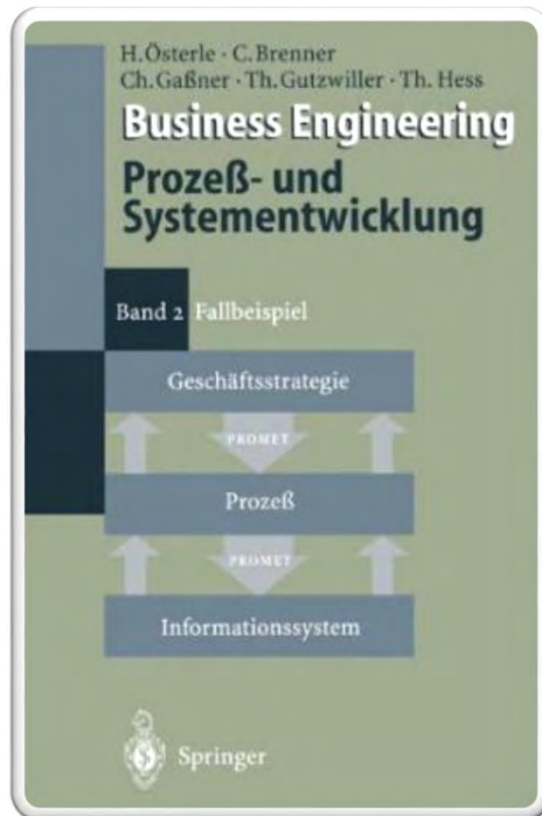 H.Österle · C.Brenner
Ch.Gaßner · Th.Gutzwiller · Th. Hess
Business Engineering
Prozeß- und
Systementwicklung
Band 2 Fallbeispiel
Geschäftsstrategie
PROMET
Prozeß
PROMET
Informationssystem
Springer